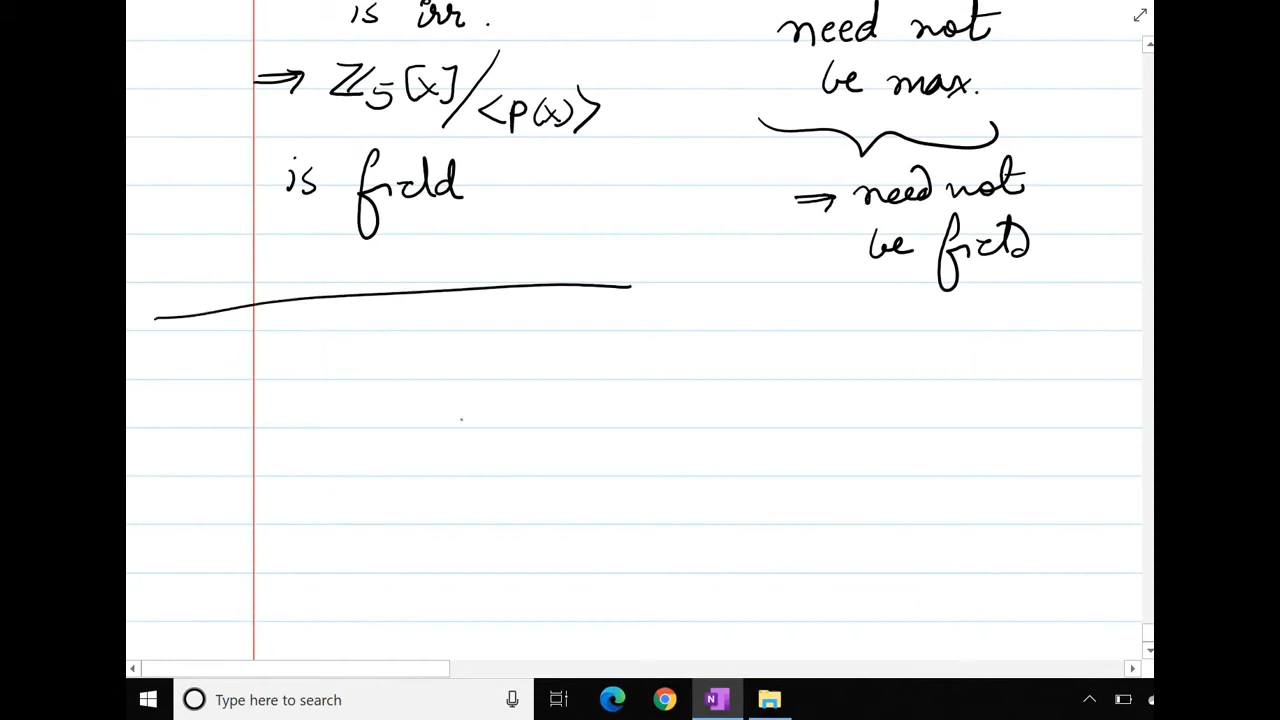 is irr.
⇒ ℤ₅[x]/<p(x)>
is field
need not
be max.
⇒ need not
be field
Type here to search